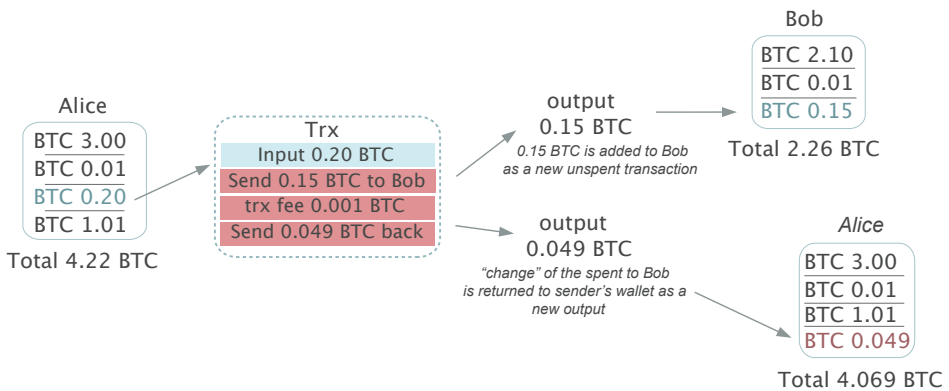 Alice
BTC 3.00
BTC 0.01
BTC 0.20
BTC 1.01
Total 4.22 BTC
Trx
Input 0.20 BTC
Send 0.15 BTC to Bob
trx fee 0.001 BTC
Send 0.049 BTC back
output
0.15 BTC
0.15 BTC is added to Bob
as a new unspent transaction
output
0.049 BTC
“change” of the spent to Bob
is returned to sender’s wallet as a
new output
Bob
BTC 2.10
BTC 0.01
BTC 0.15
Total 2.26 BTC
Alice
BTC 3.00
BTC 0.01
BTC 1.01
BTC 0.049
Total 4.069 BTC